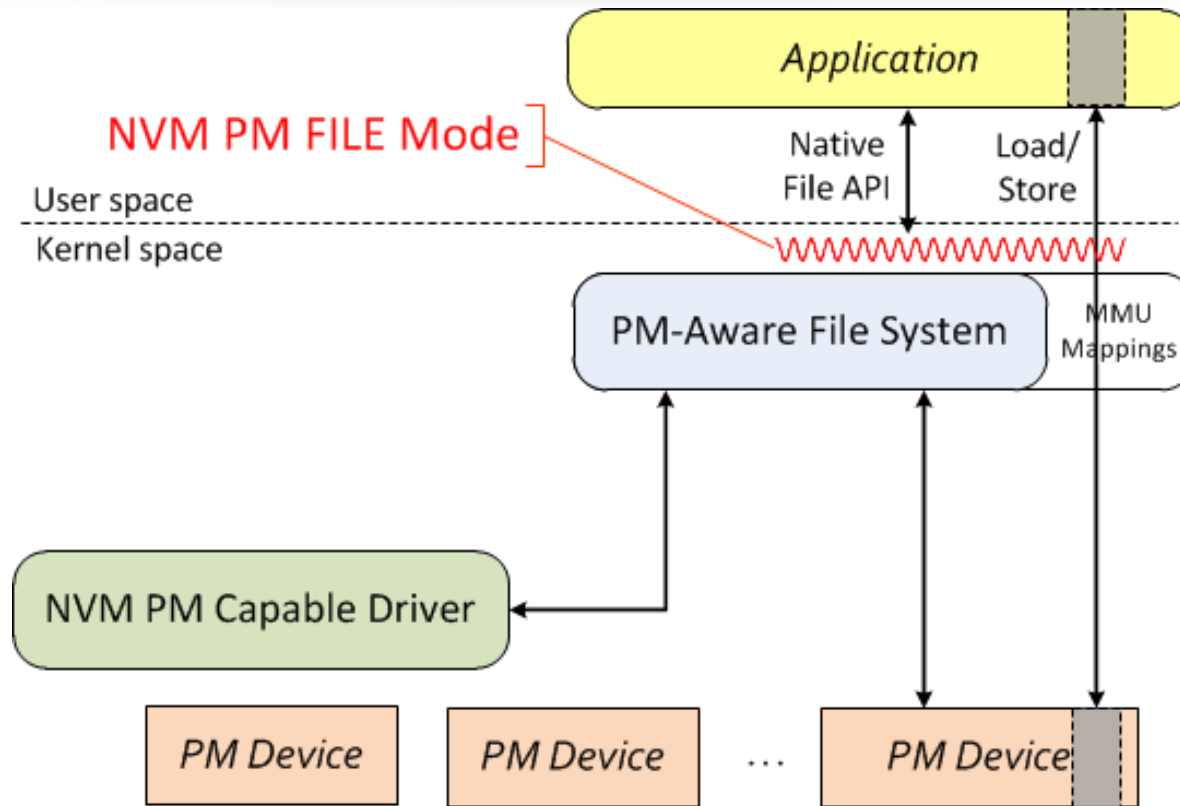 Application
NVM PM FILE Mode
Native
File API
Load/
Store
User space
Kernel space
PM-Aware File System
MMU
Mappings
NVM PM Capable Driver
PM Device
PM Device
...
PM Device